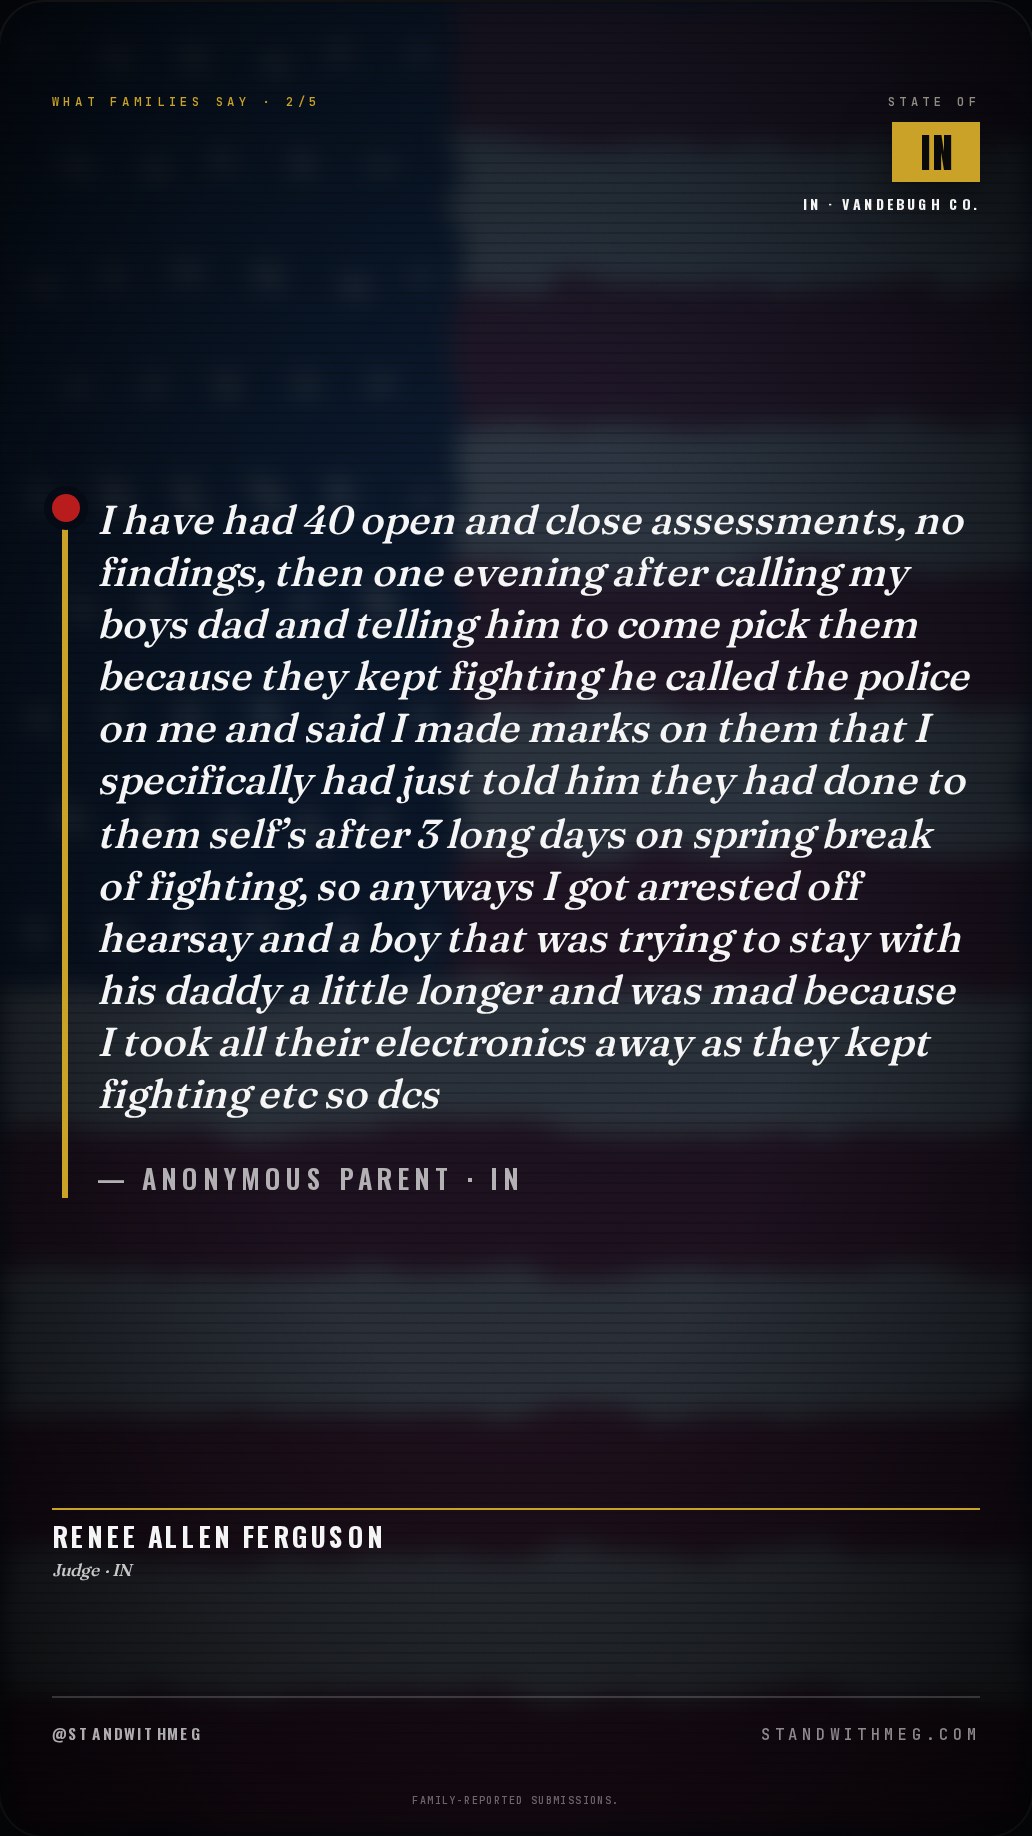 WHAT FAMILIES SAY · 2/5
STATE OF
IN
IN · VANDEBUGH CO.
I have had 40 open and close assessments, no
findings, then one evening after calling my
boys dad and telling him to come pick them
because they kept fighting he called the police
on me and said I made marks on them that I
specifically had just told him they had done to
them self’s after 3 long days on spring break
of fighting, so anyways I got arrested off
hearsay and a boy that was trying to stay with
his daddy a little longer and was mad because
I took all their electronics away as they kept
fighting etc so dcs
— ANONYMOUS PARENT · IN
RENEE ALLEN FERGUSON
Judge · IN
@STANDWITHMEG
STANDWITHMEG.COM
FAMILY-REPORTED SUBMISSIONS.